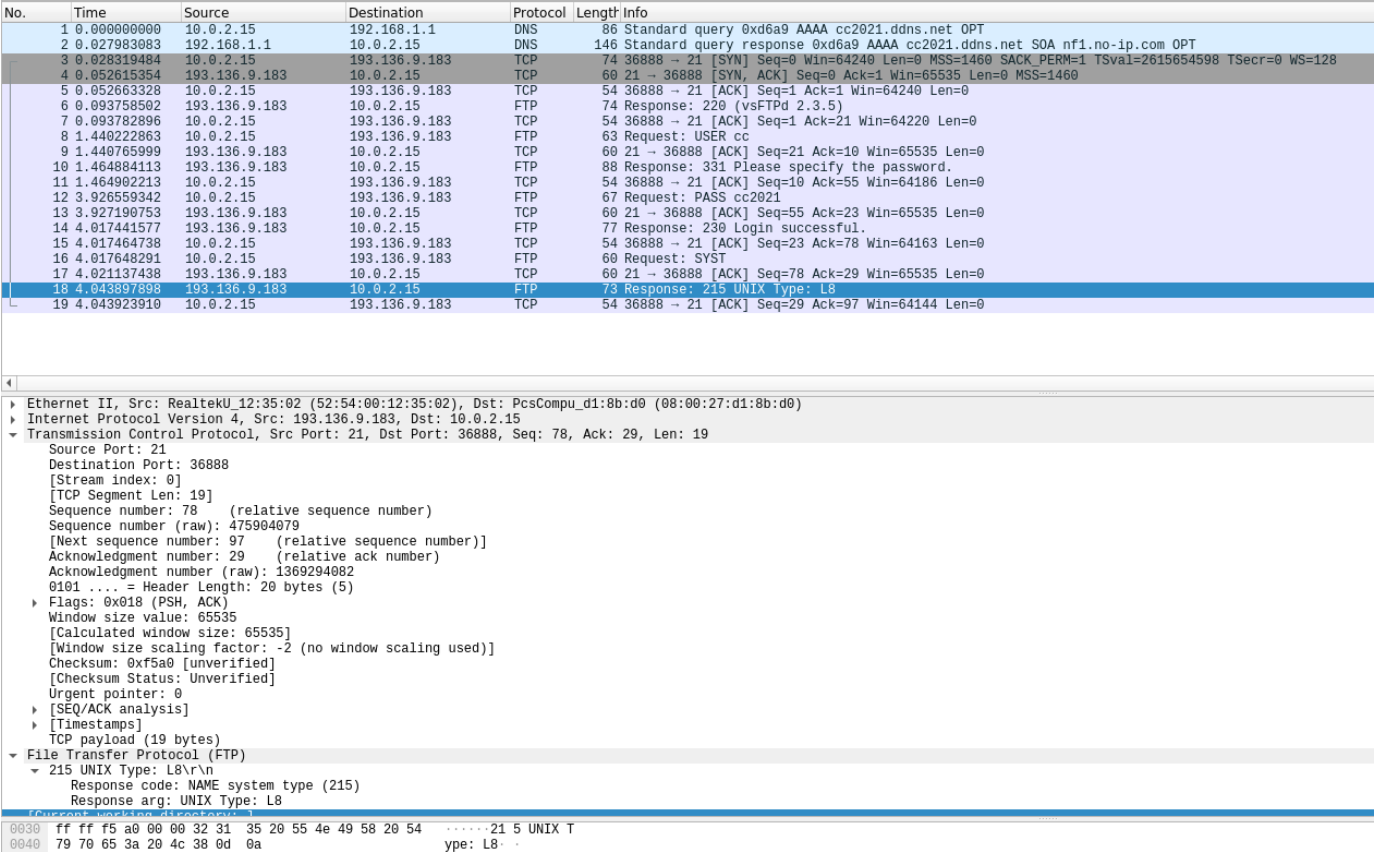 No. Time Source Destination Protocol Length Info
1 0.000000000 10.0.2.15 192.168.1.1 DNS 86 Standard query 0xd6a9 AAAA cc2021.ddns.net OPT
2 0.027983083 192.168.1.1 10.0.2.15 DNS 146 Standard query response 0xd6a9 AAAA cc2021.ddns.net SOA nf1.no-ip.com OPT
3 0.028319484 10.0.2.15 193.136.9.183 TCP 74 36888 → 21 [SYN] Seq=0 Win=64240 Len=0 MSS=1460 SACK_PERM=1 TSval=2615654598 TSecr=0 WS=128
4 0.052615354 193.136.9.183 10.0.2.15 TCP 60 21 → 36888 [SYN, ACK] Seq=0 Ack=1 Win=65535 Len=0 MSS=1460
5 0.052663328 10.0.2.15 193.136.9.183 TCP 54 36888 → 21 [ACK] Seq=1 Ack=1 Win=64240 Len=0
6 0.093758502 193.136.9.183 10.0.2.15 FTP 74 Response: 220 (vsFTPd 2.3.5)
7 0.093782896 10.0.2.15 193.136.9.183 TCP 54 36888 → 21 [ACK] Seq=1 Ack=21 Win=64220 Len=0
8 1.440222863 10.0.2.15 193.136.9.183 FTP 63 Request: USER cc
9 1.440765999 193.136.9.183 10.0.2.15 TCP 60 21 → 36888 [ACK] Seq=21 Ack=10 Win=65535 Len=0
10 1.464884113 193.136.9.183 10.0.2.15 FTP 88 Response: 331 Please specify the password.
11 1.464902213 10.0.2.15 193.136.9.183 TCP 54 36888 → 21 [ACK] Seq=10 Ack=55 Win=64186 Len=0
12 3.926559342 10.0.2.15 193.136.9.183 FTP 67 Request: PASS cc2021
13 3.927190753 193.136.9.183 10.0.2.15 TCP 60 21 → 36888 [ACK] Seq=55 Ack=23 Win=65535 Len=0
14 4.017441577 193.136.9.183 10.0.2.15 FTP 77 Response: 230 Login successful.
15 4.017464738 10.0.2.15 193.136.9.183 TCP 54 36888 → 21 [ACK] Seq=23 Ack=78 Win=64163 Len=0
16 4.017648291 10.0.2.15 193.136.9.183 FTP 60 Request: SYST
17 4.021137438 193.136.9.183 10.0.2.15 TCP 60 21 → 36888 [ACK] Seq=78 Ack=29 Win=65535 Len=0
18 4.043897898 193.136.9.183 10.0.2.15 FTP 73 Response: 215 UNIX Type: L8
19 4.043923910 10.0.2.15 193.136.9.183 TCP 54 36888 → 21 [ACK] Seq=29 Ack=97 Win=64144 Len=0
Ethernet II, Src: RealtekU_12:35:02 (52:54:00:12:35:02), Dst: PcsCompu_d1:8b:d0 (08:00:27:d1:8b:d0)
Internet Protocol Version 4, Src: 193.136.9.183, Dst: 10.0.2.15
Transmission Control Protocol, Src Port: 21, Dst Port: 36888, Seq: 78, Ack: 29, Len: 19
Source Port: 21
Destination Port: 36888
[Stream index: 0]
[TCP Segment Len: 19]
Sequence number: 78 (relative sequence number)
Sequence number (raw): 475904079
[Next sequence number: 97 (relative sequence number)]
Acknowledgment number: 29 (relative ack number)
Acknowledgment number (raw): 1369294082
0101 .... = Header Length: 20 bytes (5)
Flags: 0x018 (PSH, ACK)
Window size value: 65535
[Calculated window size: 65535]
[Window size scaling factor: -2 (no window scaling used)]
Checksum: 0xf5a0 [unverified]
[Checksum Status: Unverified]
Urgent pointer: 0
[SEQ/ACK analysis]
[Timestamps]
TCP payload (19 bytes)
File Transfer Protocol (FTP)
215 UNIX Type: L8\r\n
Response code: NAME system type (215)
Response arg: UNIX Type: L8
[Current working directory: ]
0030 ff ff f5 a0 00 00 32 31 35 20 55 4e 49 58 20 54 ······21 5 UNIX T
0040 79 70 65 3a 20 4c 38 0d 0a ype: L8· ·